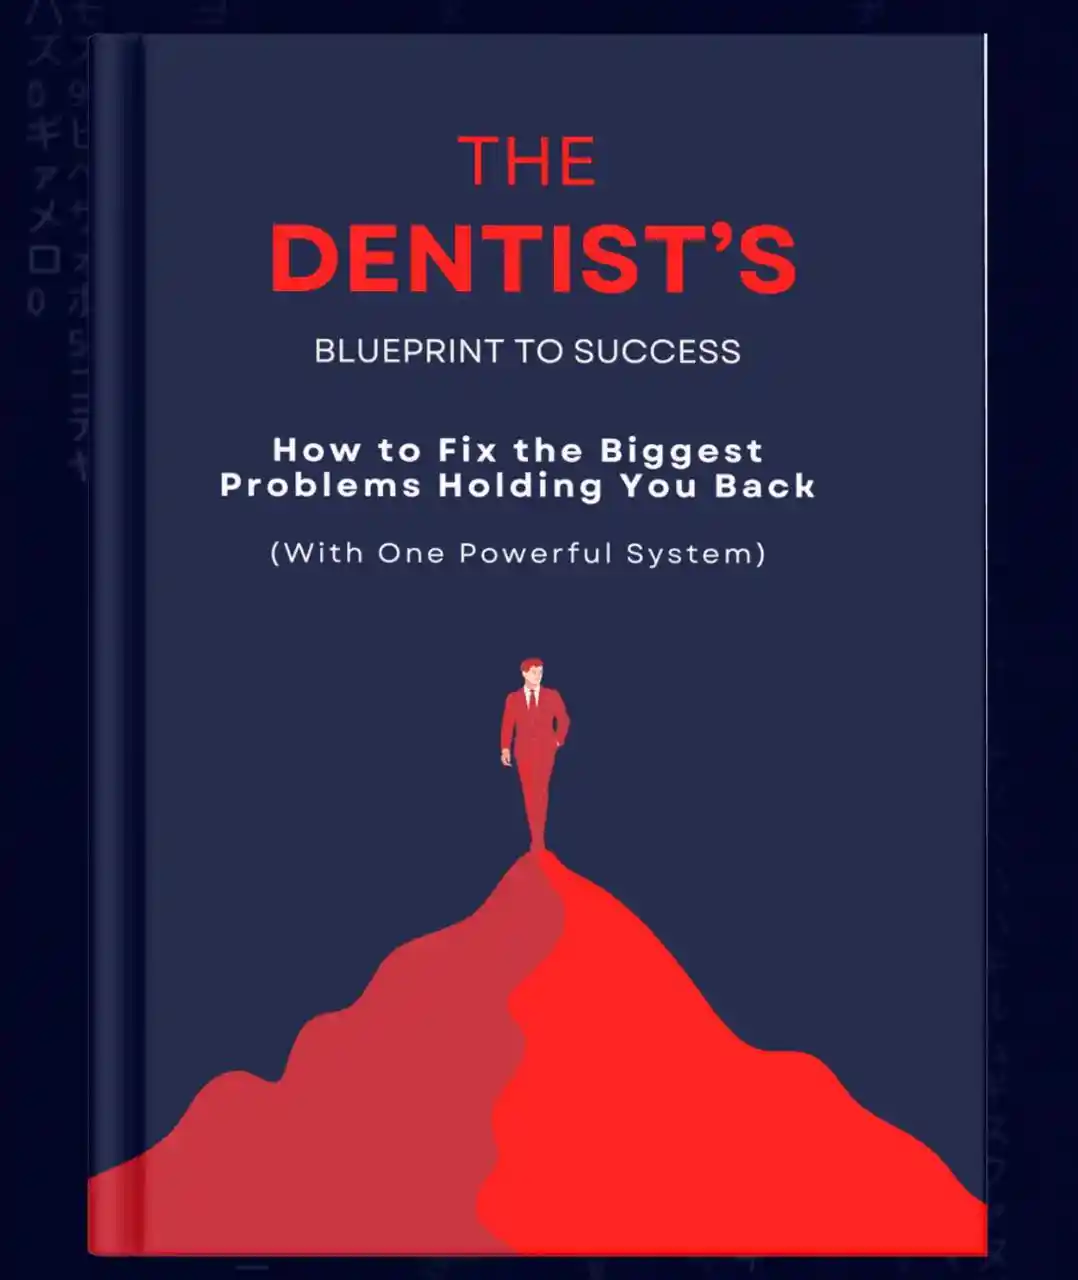 THE
DENTIST’S
BLUEPRINT TO SUCCESS
How to Fix the Biggest
Problems Holding You Back
(With One Powerful System)